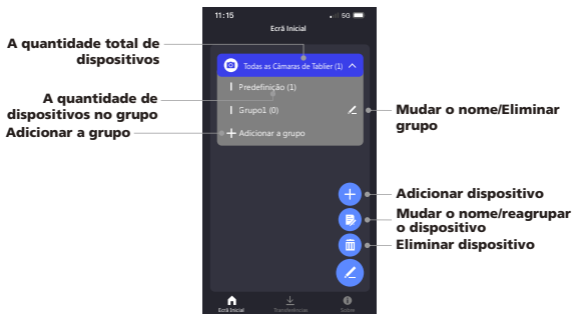 11:15
5G
Ecrã Inicial
A quantidade total de
dispositivos
Todas as Câmaras de Tablier (1)
Predefinição (1)
A quantidade de
dispositivos no grupo
Grupo1 (0)
Mudar o nome/Eliminar
grupo
Adicionar a grupo
Adicionar a grupo
Adicionar dispositivo
Mudar o nome/reagrupar
o dispositivo
Eliminar dispositivo
Ecrã Inicial
Transferências
Sobre